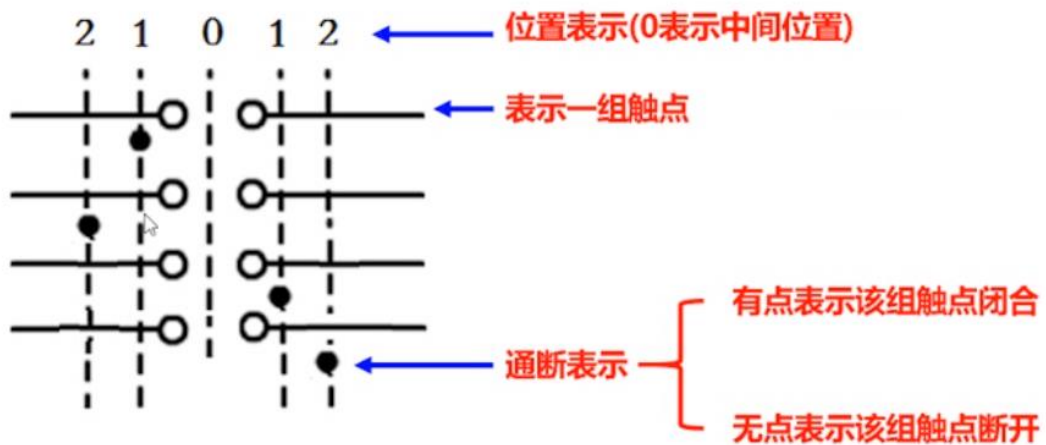 2 1 0 1 2
位置表示(0表示中间位置)
表示一组触点
有点表示该组触点闭合
通断表示
无点表示该组触点断开